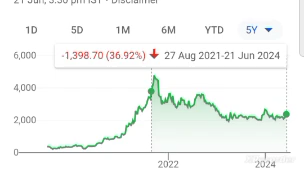 21 Jun, 3:30 pm IST • Disclaimer
1D 5D 1M 6M YTD 5Y
-1,398.70 (36.92%) ↓ 27 Aug 2021-21 Jun 2024
6,000
4,000
2,000
0
2022 2024